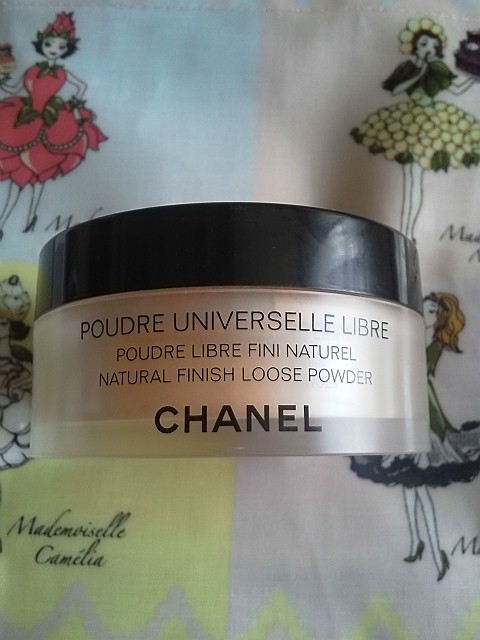 POUDRE UNIVERSELLE LIBRE
POUDRE LIBRE FINI NATUREL
NATURAL FINISH LOOSE POWDER
CHANEL
Mademoiselle
Camélia